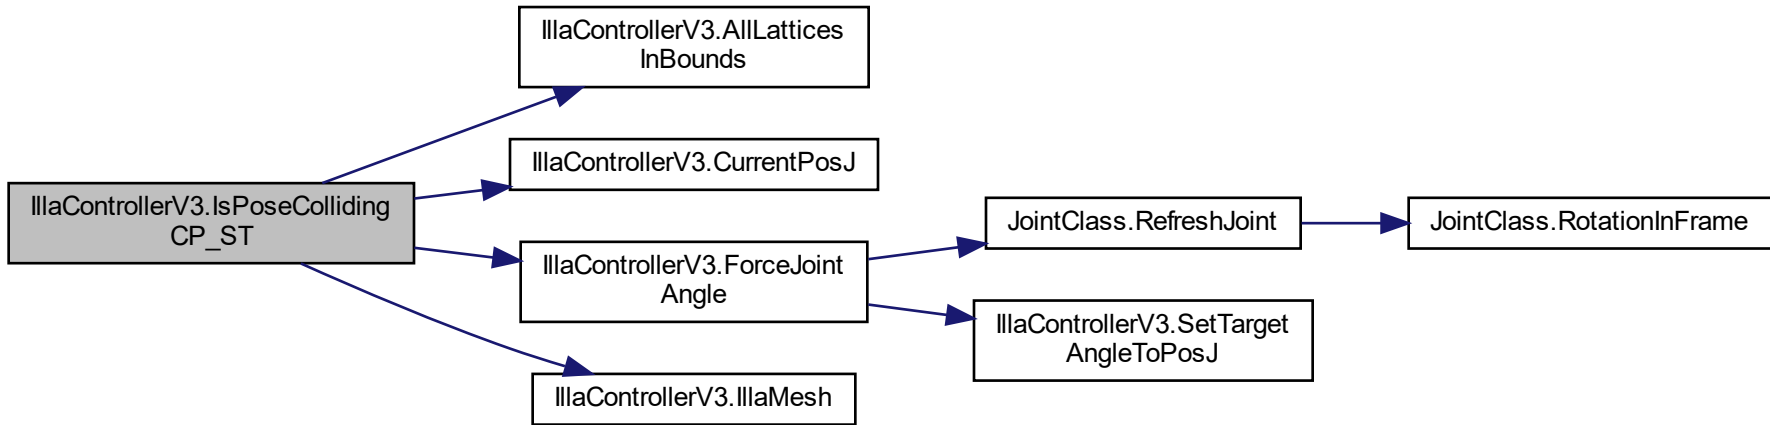 IllaControllerV3.AllLattices
InBounds
IllaControllerV3.CurrentPosJ
IllaControllerV3.IsPoseColliding
CP_ST
IllaControllerV3.ForceJoint
Angle
JointClass.RefreshJoint
JointClass.RotationInFrame
IllaControllerV3.SetTarget
AngleToPosJ
IllaControllerV3.IllaMesh